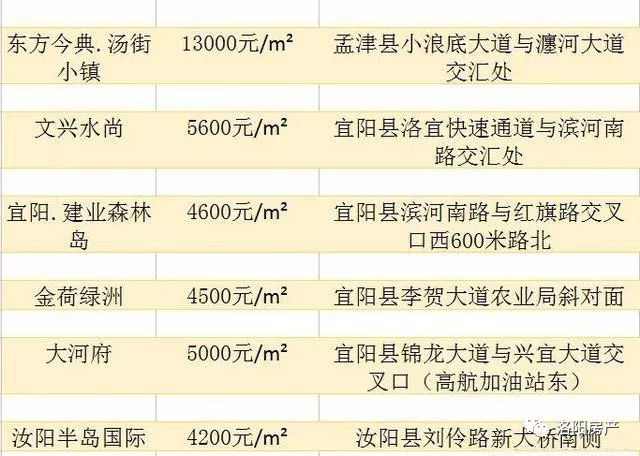 东方今典.汤街 13000元/m² 孟津县小浪底大道与瀍河大道
小镇 交汇处
文兴水尚 5600元/m² 宜阳县洛宜快速通道与滨河南
路交汇处
宜阳.建业森林 4600元/m² 宜阳县滨河南路与红旗路交叉
岛 口西600米路北
金荷绿洲 4500元/m² 宜阳县李贺大道农业局斜对面
大河府 5000元/m² 宜阳县锦龙大道与兴宜大道交
叉口（高航加油站东）
汝阳半岛国际 4200元/m² 汝阳县刘伶路新大桥南侧
洛阳房产